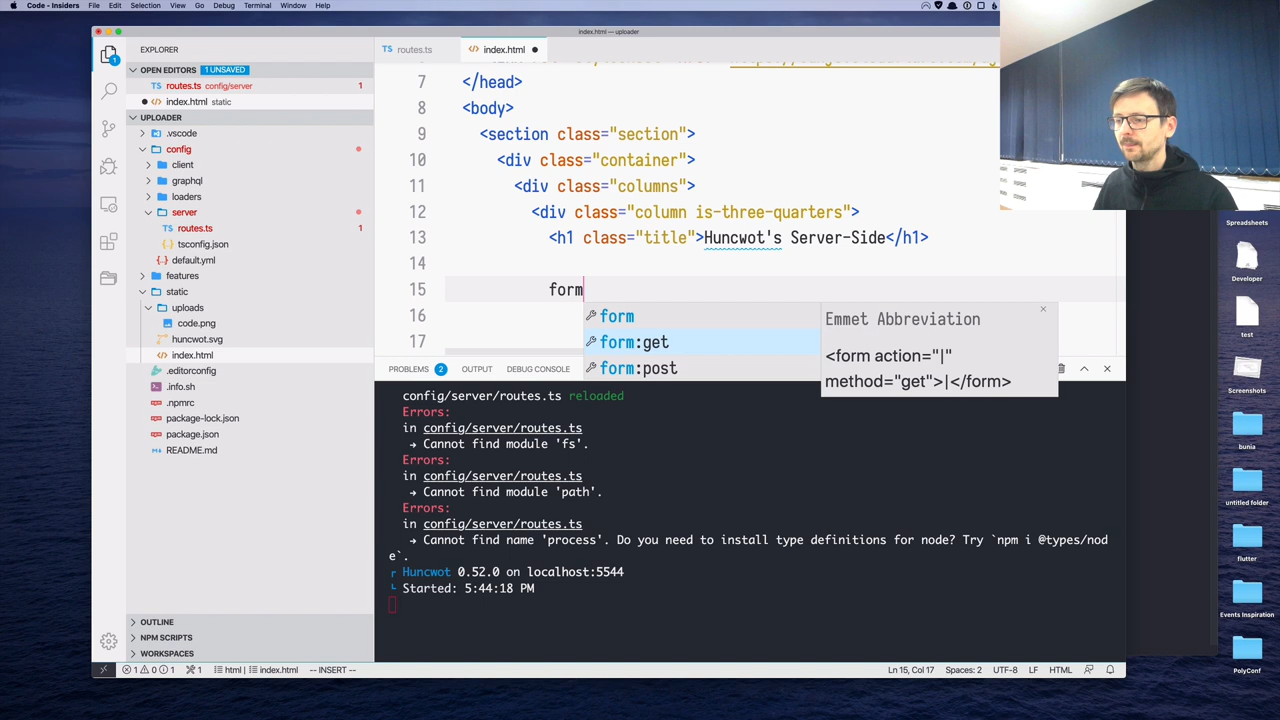 Code - Insiders File Edit Selection View Go Debug Terminal Window Help
index.html — uploader
EXPLORER
OPEN EDITORS 1 UNSAVED
TS routes.ts config/server 1
index.html static
UPLOADER
.vscode
config
client
graphql
loaders
server
TS routes.ts 1
tsconfig.json
default.yml
features
static
uploads
code.png
huncwot.svg
index.html
.editorconfig
.info.sh
.npmrc
package-lock.json
package.json
README.md
OUTLINE
NPM SCRIPTS
WORKSPACES
TS routes.ts
index.html
7 </head>
8 <body>
9 <section class="section">
10 <div class="container">
11 <div class="columns">
12 <div class="column is-three-quarters">
13 <h1 class="title">Huncwot's Server-Side</h1>
14
15 form
16
17
form
form:get
form:post
Emmet Abbreviation
<form action="|"
method="get">|</form>
PROBLEMS 2 OUTPUT DEBUG CONSOLE
config/server/routes.ts reloaded
Errors:
in config/server/routes.ts
→ Cannot find module 'fs'.
Errors:
in config/server/routes.ts
→ Cannot find module 'path'.
Errors:
in config/server/routes.ts
→ Cannot find name 'process'. Do you need to install type definitions for node? Try `npm i @types/nod
e`.
Huncwot 0.52.0 on localhost:5544
Started: 5:44:18 PM
1 0 1 1 html | index.html -- INSERT -- Ln 15, Col 17 Spaces: 2 UTF-8 LF HTML
Spreadsheets
Developer
test
Screenshots
bunia
untitled folder
flutter
Events Inspiration
PolyConf